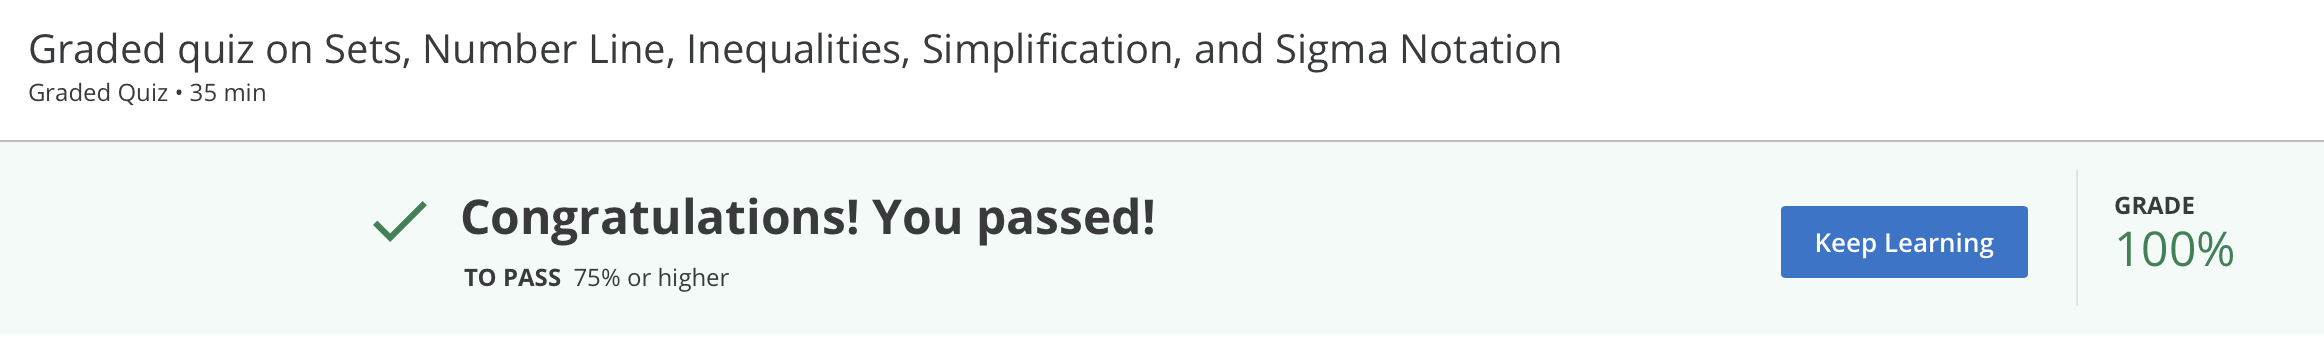 Graded quiz on Sets, Number Line, Inequalities, Simplification, and Sigma Notation
Graded Quiz • 35 min
Congratulations! You passed!
TO PASS 75% or higher
Keep Learning
GRADE
100%